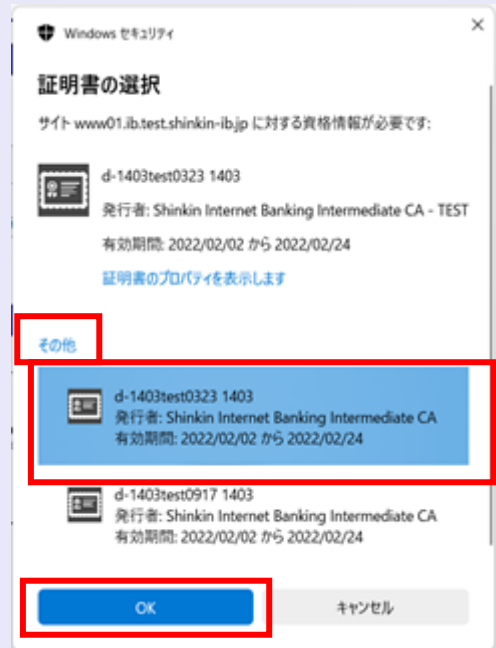 Windows セキュリティ
証明書の選択
サイト www01.ib.test.shinkin-ib.jp に対する資格情報が必要です:
d-1403test0323 1403
発行者: Shinkin Internet Banking Intermediate CA - TEST
有効期間: 2022/02/02 から 2022/02/24
証明書のプロパティを表示します
その他
d-1403test0323 1403
発行者: Shinkin Internet Banking Intermediate CA
有効期間: 2022/02/02 から 2022/02/24
d-1403test0917 1403
発行者: Shinkin Internet Banking Intermediate CA
有効期間: 2022/02/02 から 2022/02/24
OK キャンセル